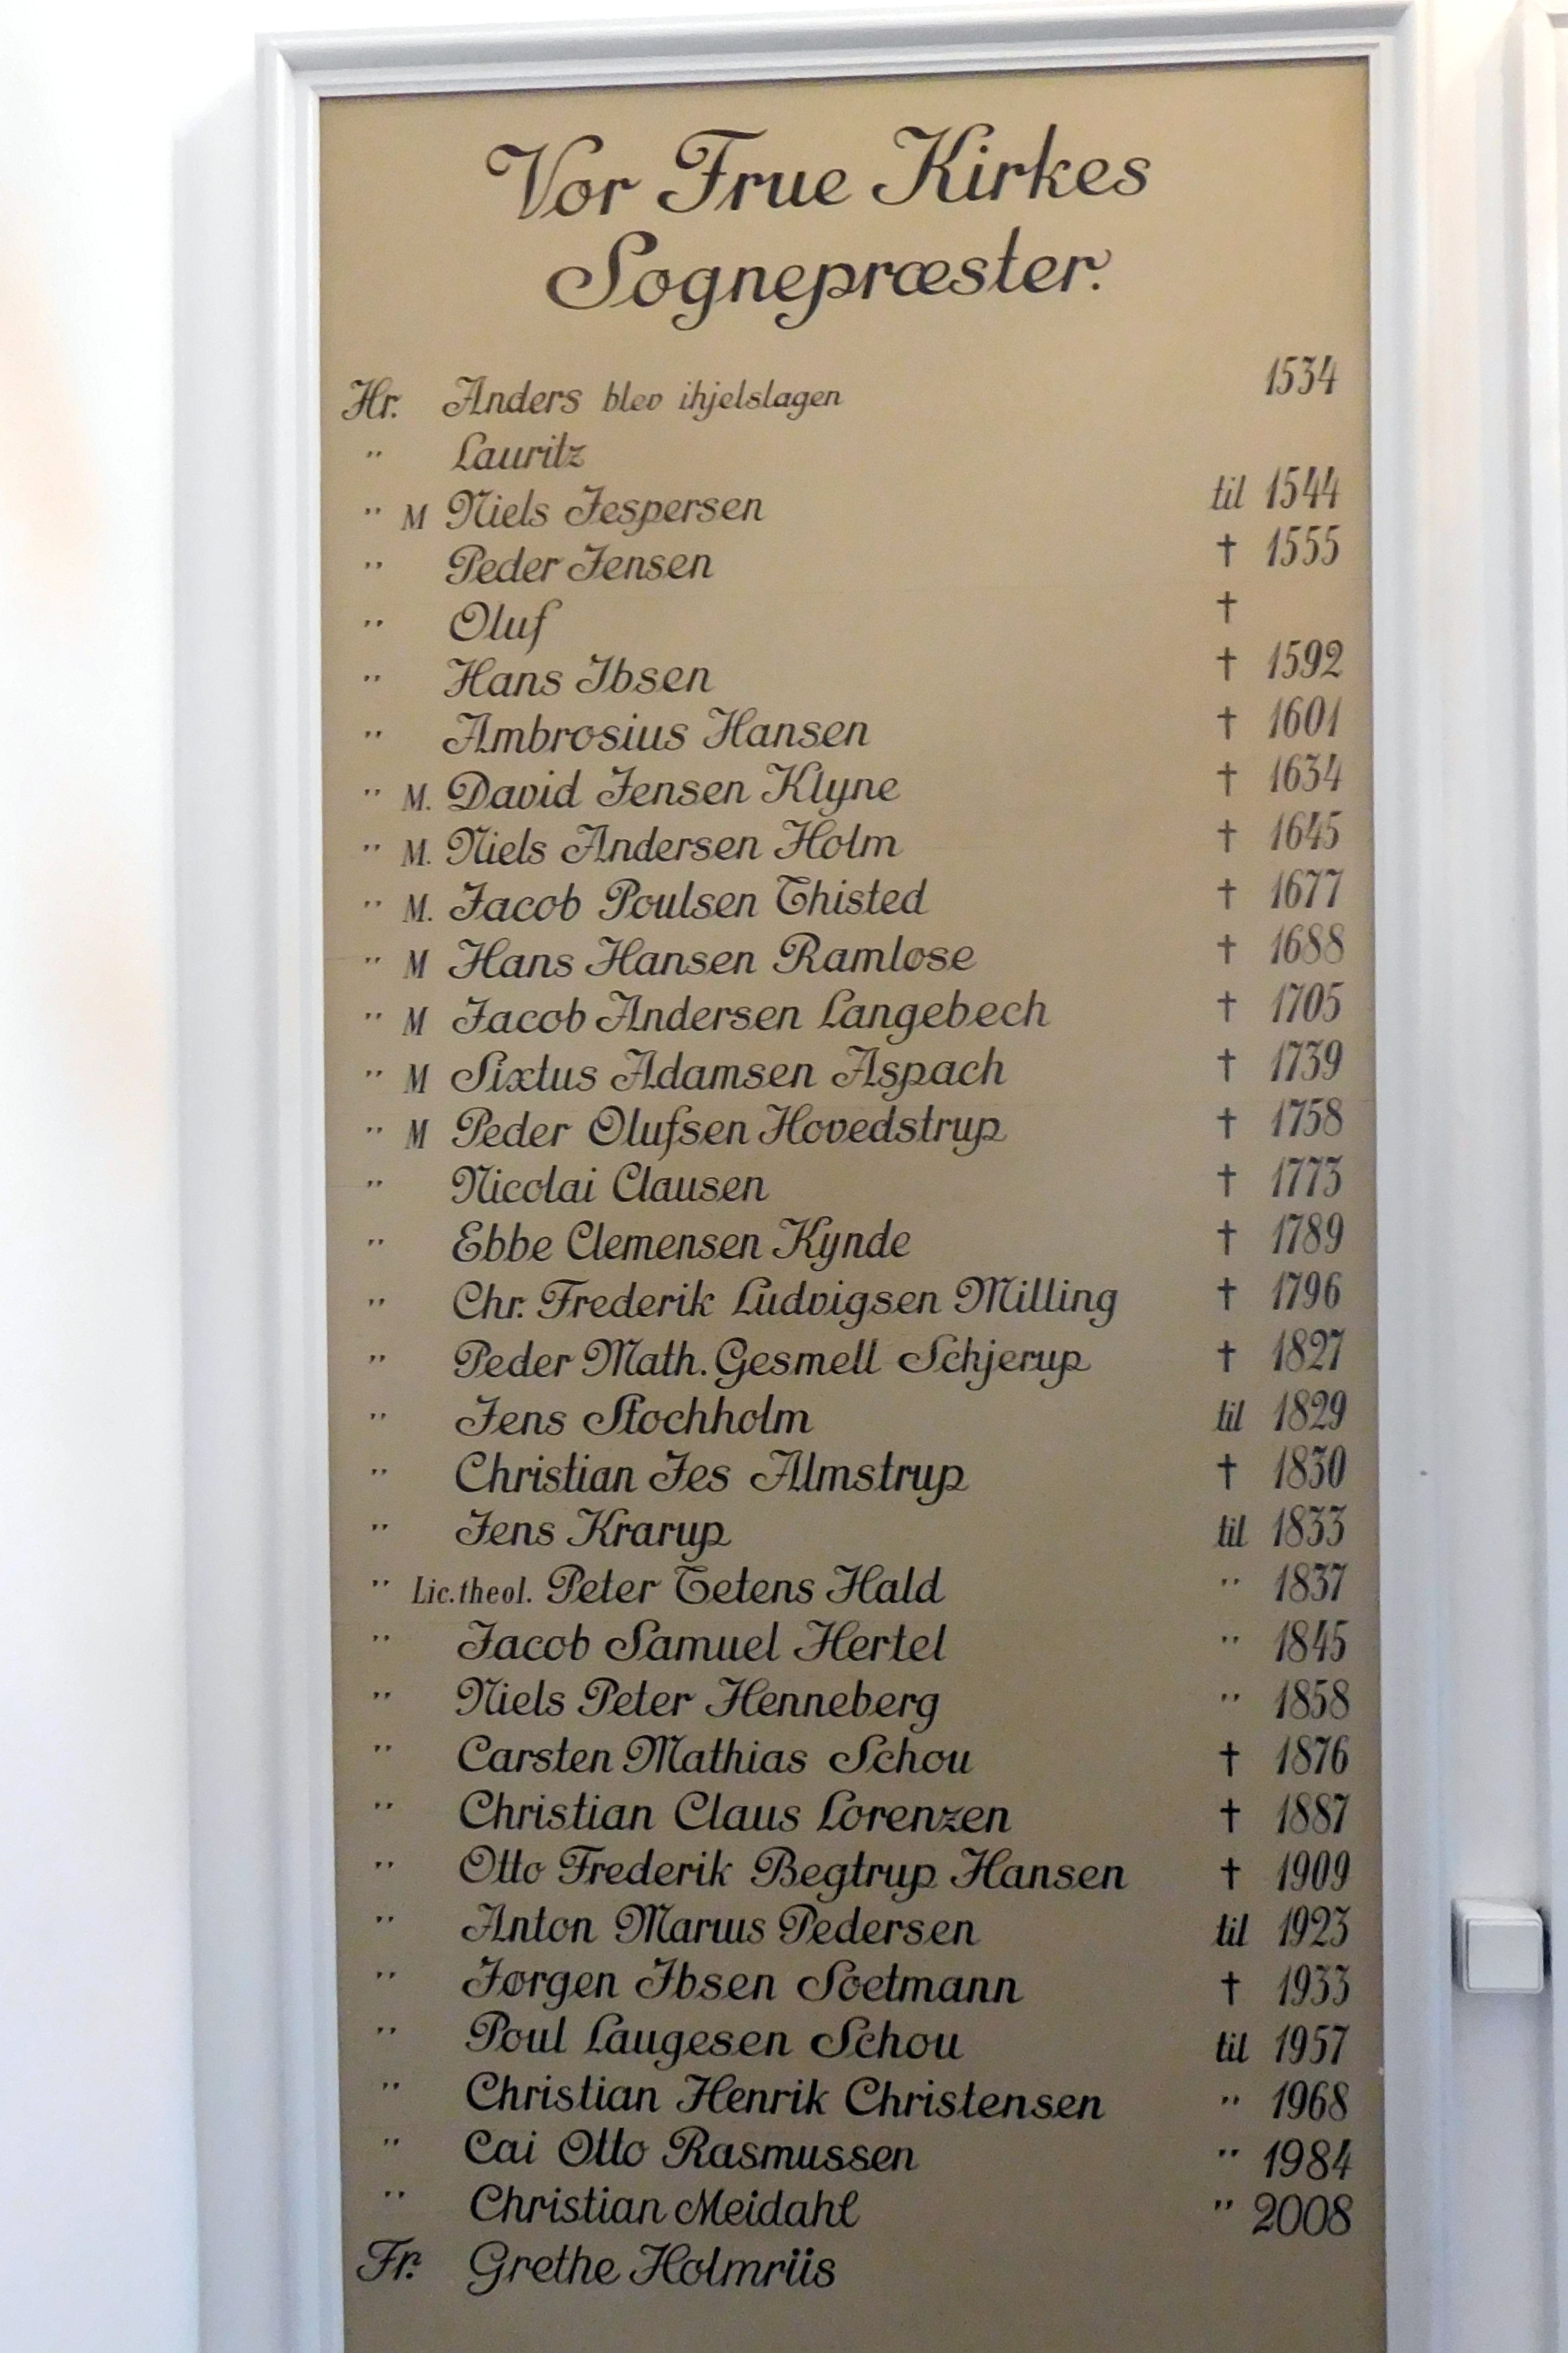 Vor Frue Kirkes
Sognepræster.
Hr. Anders blev ihjelslagen 1534
" Lauritz
" M Niels Jespersen til 1544
" Peder Jensen † 1555
" Oluf †
" Hans Ibsen † 1592
" Ambrosius Hansen † 1601
" M. David Jensen Klyne † 1634
" M. Niels Andersen Holm † 1645
" M. Jacob Poulsen Thisted † 1677
" M Hans Hansen Ramløse † 1688
" M Jacob Andersen Langebech † 1705
" M Sixtus Adamsen Aspach † 1739
" M Peder Olufsen Hovedstrup † 1758
" Nicolai Clausen † 1773
" Ebbe Clemensen Kynde † 1789
" Chr. Frederik Ludvigsen Milling † 1796
" Peder Math. Gesmell Schjerup † 1827
" Jens Stochholm til 1829
" Christian Jes Almstrup † 1830
" Jens Krarup til 1833
" Lic. theol. Peter Tetens Hald " 1837
" Jacob Samuel Hertel " 1845
" Niels Peter Henneberg " 1858
" Carsten Mathias Schou † 1876
" Christian Claus Lorenzen † 1887
" Otto Frederik Begtrup Hansen † 1909
" Anton Marius Pedersen til 1923
" Jørgen Ibsen Soetmann † 1933
" Poul Laugesen Schou til 1957
" Christian Henrik Christensen " 1968
" Cai Otto Rasmussen " 1984
" Christian Meidahl " 2008
Fr. Grethe Holmriis